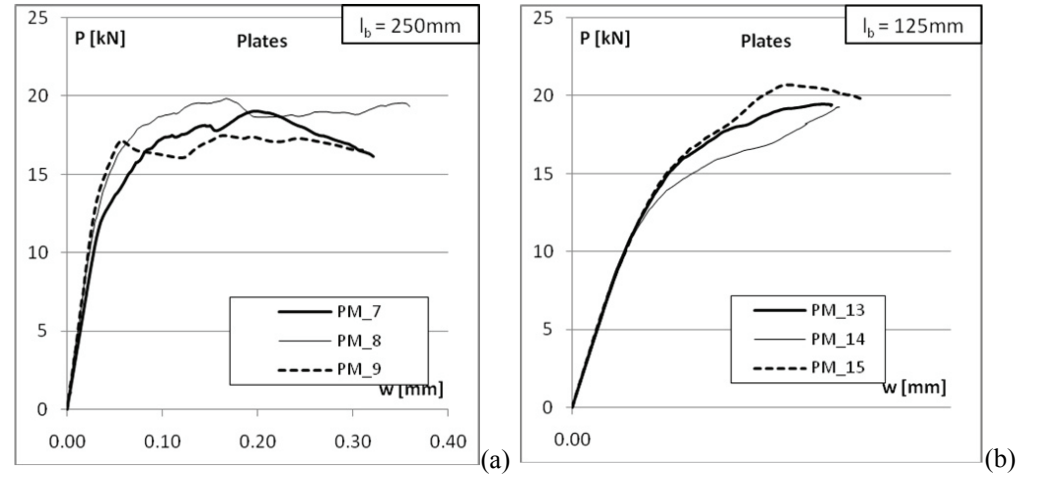 25
P [kN]
Plates
l_b = 250mm
20
15
10
5
0
PM_7
PM_8
PM_9
w [mm]
0.00 0.10 0.20 0.30 0.40
(a)
25
P [kN]
Plates
l_b = 125mm
20
15
10
5
0
PM_13
PM_14
PM_15
w [mm]
0.00
(b)